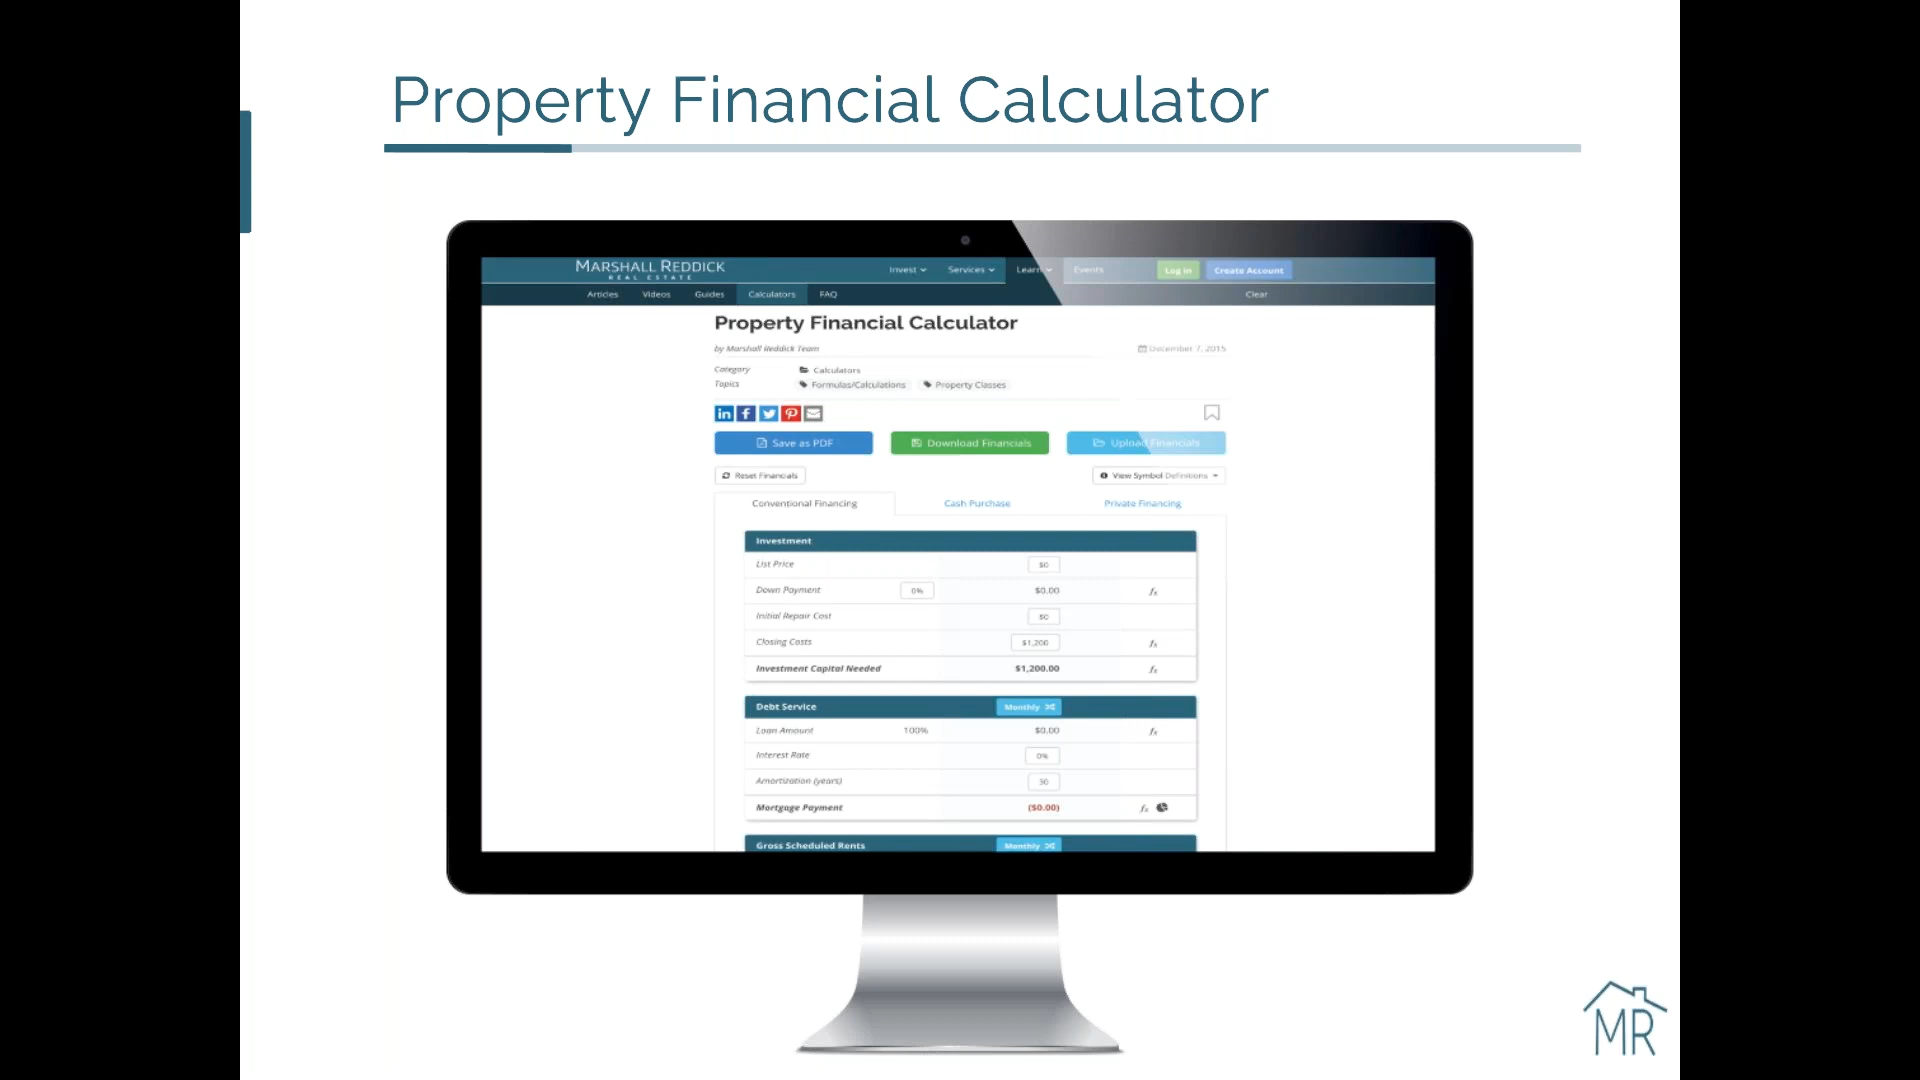 Property Financial Calculator
MARSHALL REDDICK
REAL ESTATE
Invest Services Learn Events Log in Create Account
Articles Videos Guides Calculators FAQ Clear
Property Financial Calculator
by Marshall Reddick Team December 7, 2015
Category Calculators
Topics Formulas/Calculations Property Classes
Save as PDF Download Financials Upload Financials
Reset Financials View Symbol Definitions
Conventional Financing Cash Purchase Private Financing
Investment
List Price $0
Down Payment 0% $0.00 fx
Initial Repair Cost $0
Closing Costs $1,200 fx
Investment Capital Needed $1,200.00 fx
Debt Service Monthly
Loan Amount 100% $0.00 fx
Interest Rate 0%
Amortization (years) 30
Mortgage Payment ($0.00) fx
Gross Scheduled Rents Monthly
MR